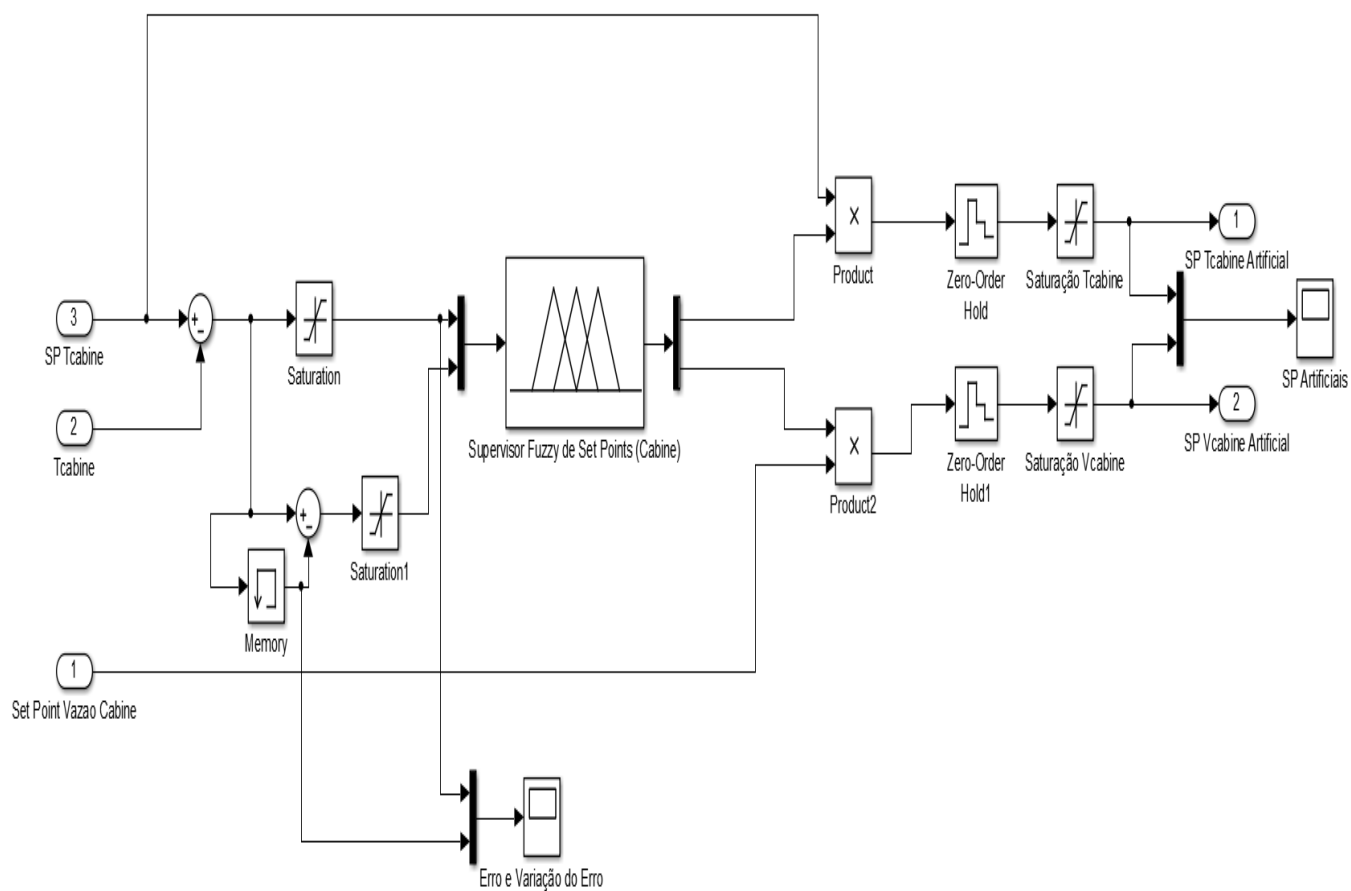 ×
Product
Zero-Order
Hold
Saturação Tcabine
1
SP Tcabine Artificial
3
SP Tcabine
+
-
Saturation
Supervisor Fuzzy de Set Points (Cabine)
SP Artificiais
2
Tcabine
×
Product2
Zero-Order
Hold1
Saturação Vcabine
2
SP Vcabine Artificial
+
-
Saturation1
Memory
1
Set Point Vazao Cabine
Erro e Variação do Erro